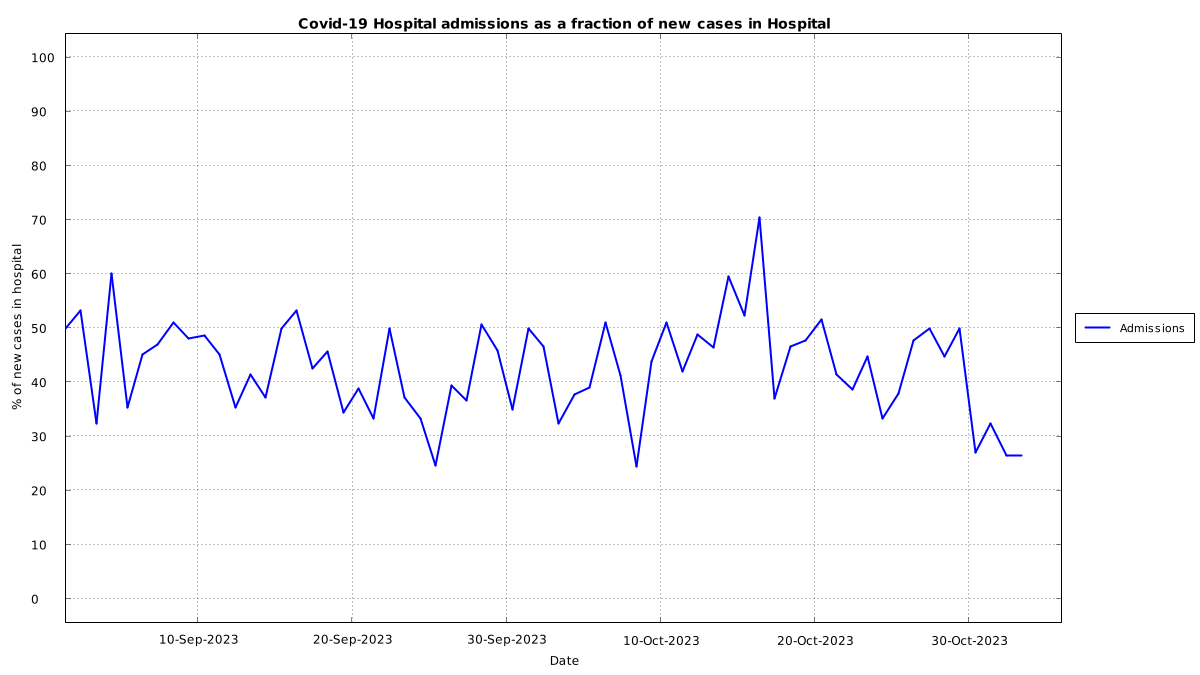 Covid-19 Hospital admissions as a fraction of new cases in Hospital
100
90
80
70
60
50
40
30
20
10
0
% of new cases in hospital
10-Sep-2023
20-Sep-2023
30-Sep-2023
10-Oct-2023
20-Oct-2023
30-Oct-2023
Date
Admissions